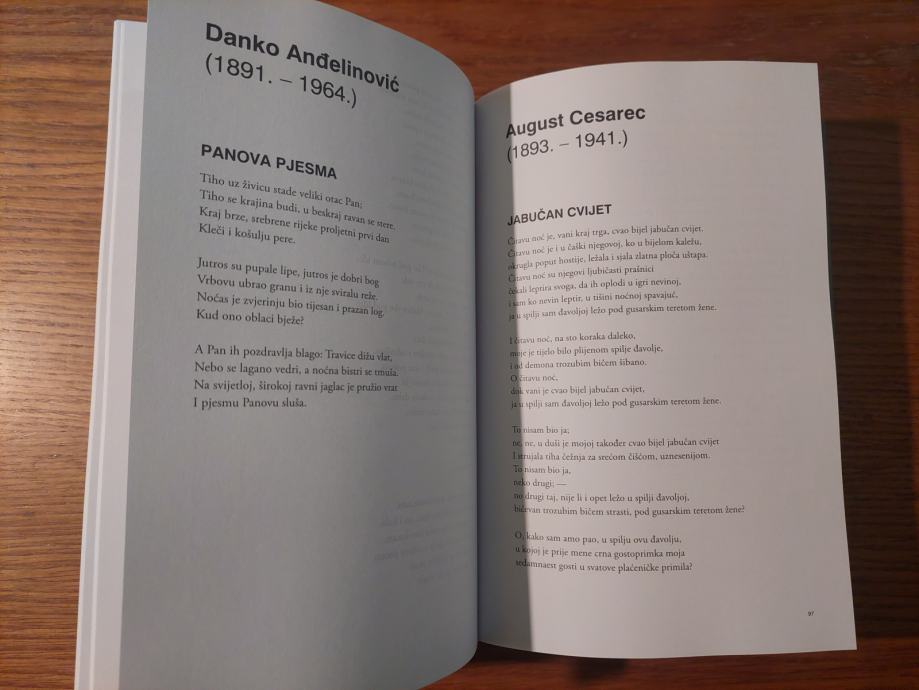 Danko Anđelinović
(1891. – 1964.)
PANOVA PJESMA
Tiho uz živicu stade veliki otac Pan;
Tiho se krajina budi, u beskraj ravan se stere.
Kraj brze, srebrene rijeke proljetni prvi dan
Kleči i košulju pere.
Jutros su pupale lipe, jutros je dobri bog
Vrbovu ubrao granu i iz nje sviralu reže.
Noćas je zvjerinju bio tijesan i prazan log.
Kud ono oblaci bježe?
A Pan ih pozdravlja blago: Travice dižu vlat,
Nebo se lagano vedri, a noćna bistri se tmuša.
Na svijetloj, širokoj ravni jaglac je pružio vrat
I pjesmu Panovu sluša.
August Cesarec
(1893. – 1941.)
JABUČAN CVIJET
Čitavu noć je, vani kraj trga, cvao bijel jabučan cvijet.
Čitavu noć je i u čaški njegovoj, ko u bijelom kaležu,
okrugla poput hostije, ležala i sjala zlatna ploča uštapa.
Čitavu noć su njegovi ljubičasti prašnici
čekali leptira svoga, da ih oplodi u igri nevinoj,
i sam ko nevin leptir, u tišini noćnoj spavajuć,
ja u spilji sam đavoljoj ležo pod gusarskim teretom žene.
I čitavu noć, na sto koraka daleko,
moje je tijelo bilo plijenom spilje đavolje,
i od demona trozubim bičem šibano.
O čitavu noć,
dok vani je cvao bijel jabučan cvijet,
ja u spilji sam đavoljoj ležo pod gusarskim teretom žene.
To nisam bio ja;
ne, ne, u duši je mojoj također cvao bijel jabučan cvijet
I strujala tiha čežnja za srećom čišćom, uznesenijom.
To nisam bio ja,
neko drugi; —
no drugi taj, nije li i opet ležo u spilji đavoljoj,
bičevan trozubim bičem strasti, pod gusarskim teretom žene?
O, kako sam amo pao, u spilju ovu đavolju,
u kojoj je prije mene crna gostoprimka moja
sedamnaest gosti u svatove plaćeničke primila?
97